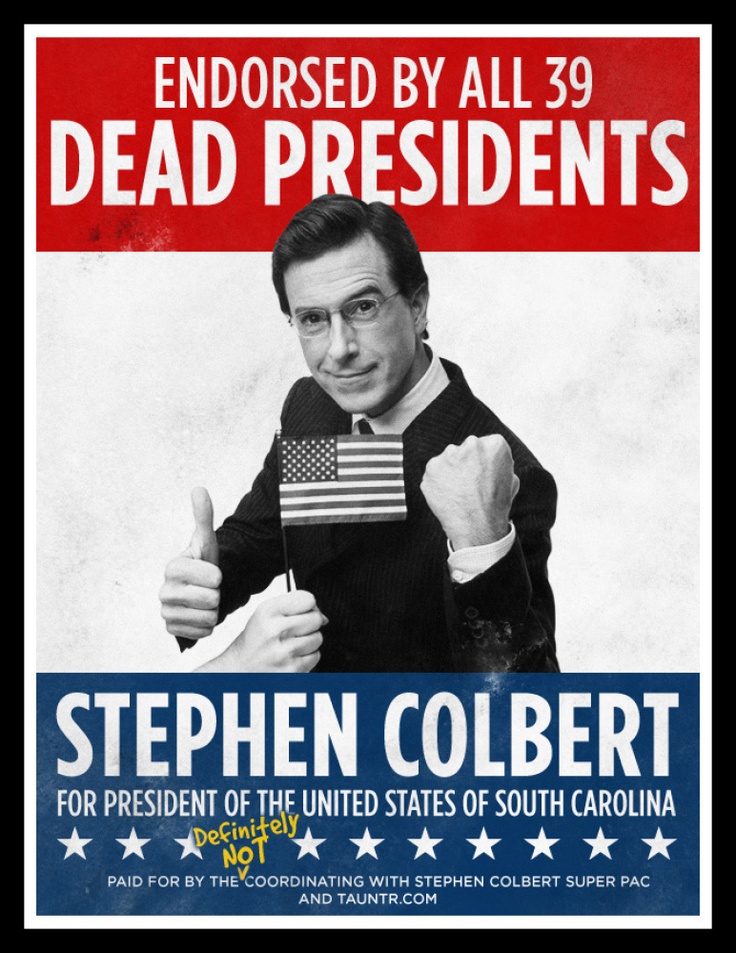 ENDORSED BY ALL 39
DEAD PRESIDENTS
STEPHEN COLBERT
FOR PRESIDENT OF THE UNITED STATES OF SOUTH CAROLINA
Definitely
NOT
PAID FOR BY THE COORDINATING WITH STEPHEN COLBERT SUPER PAC
AND TAUNTR.COM